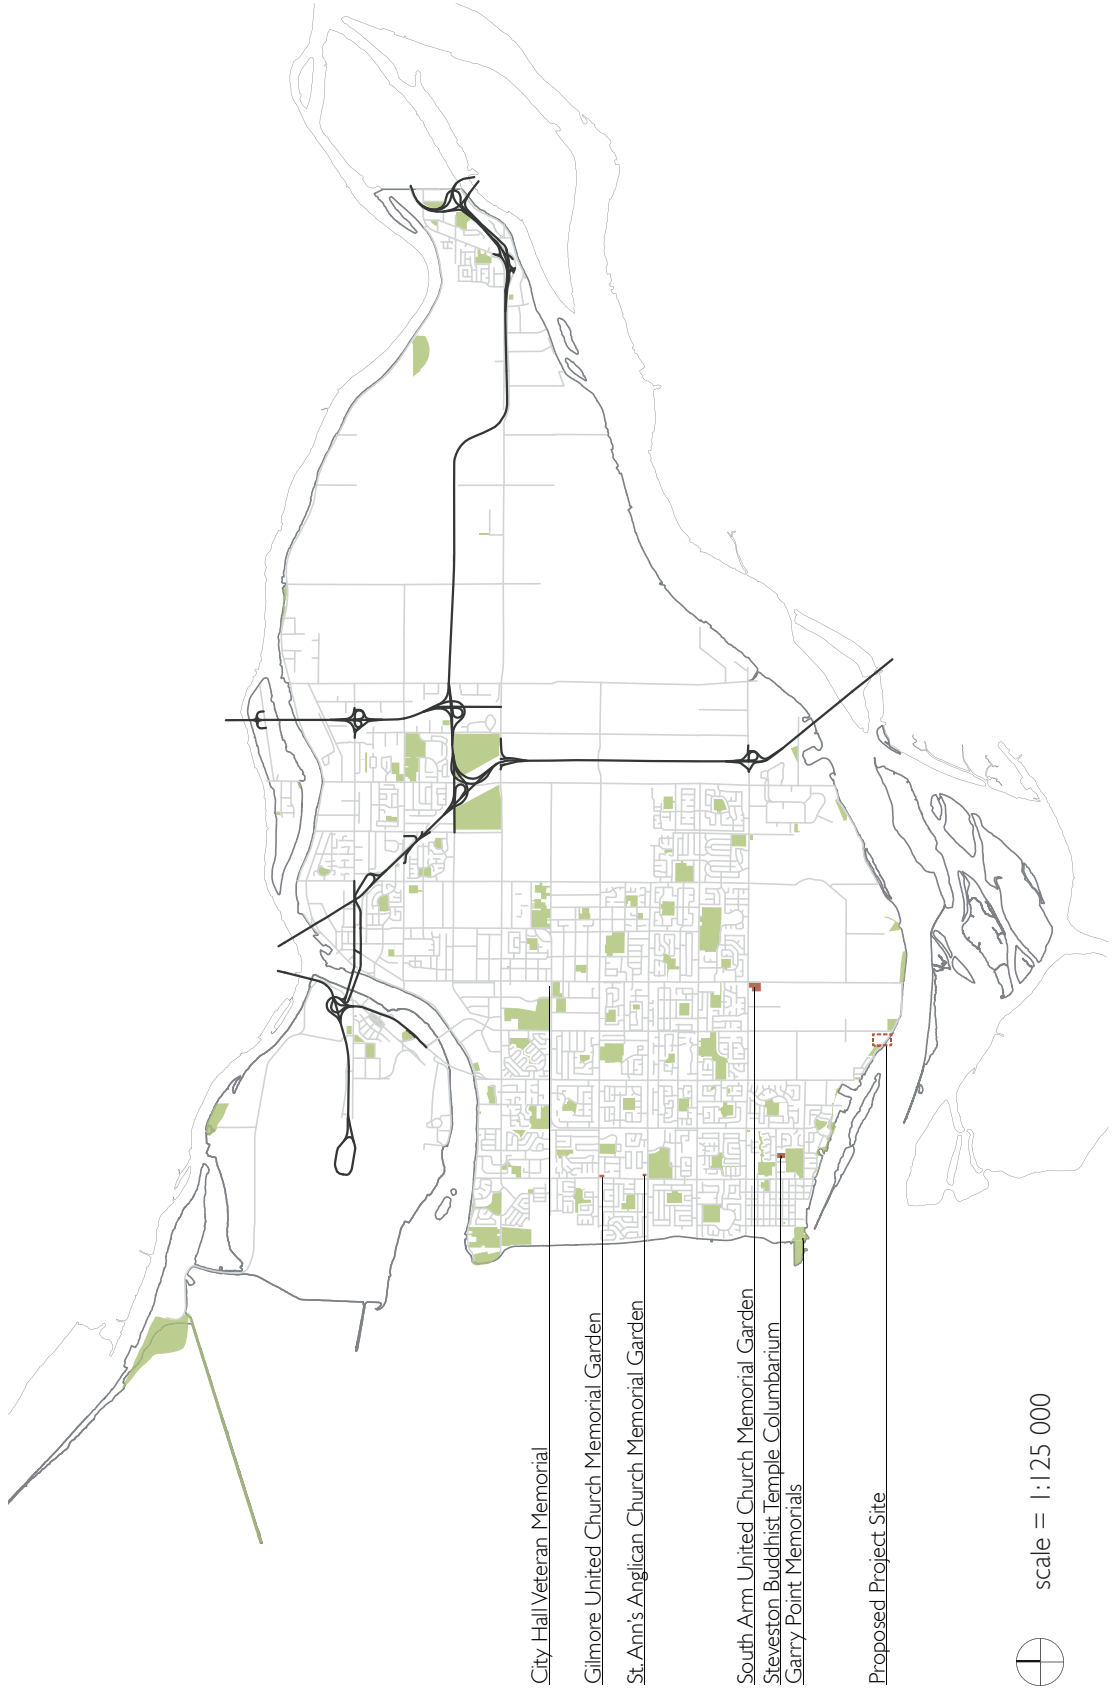 City Hall Veteran Memorial
Gilmore United Church Memorial Garden
St. Ann's Anglican Church Memorial Garden
South Arm United Church Memorial Garden
Steveston Buddhist Temple Columbarium
Garry Point Memorials
Proposed Project Site
scale = 1:125 000